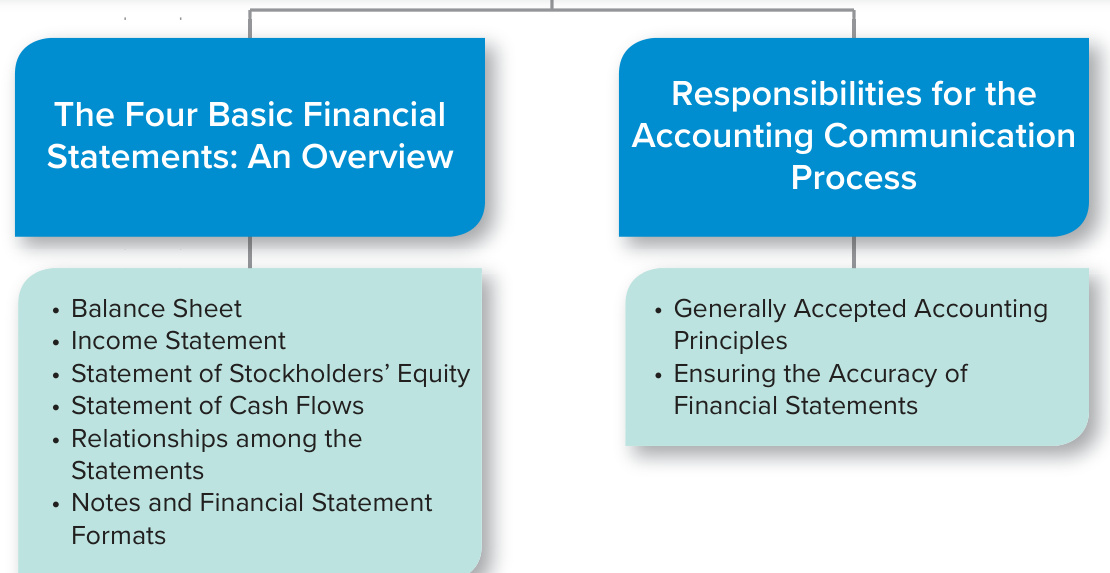 The Four Basic Financial
Statements: An Overview
• Balance Sheet
• Income Statement
• Statement of Stockholders’ Equity
• Statement of Cash Flows
• Relationships among the
Statements
• Notes and Financial Statement
Formats
Responsibilities for the
Accounting Communication
Process
• Generally Accepted Accounting
Principles
• Ensuring the Accuracy of
Financial Statements